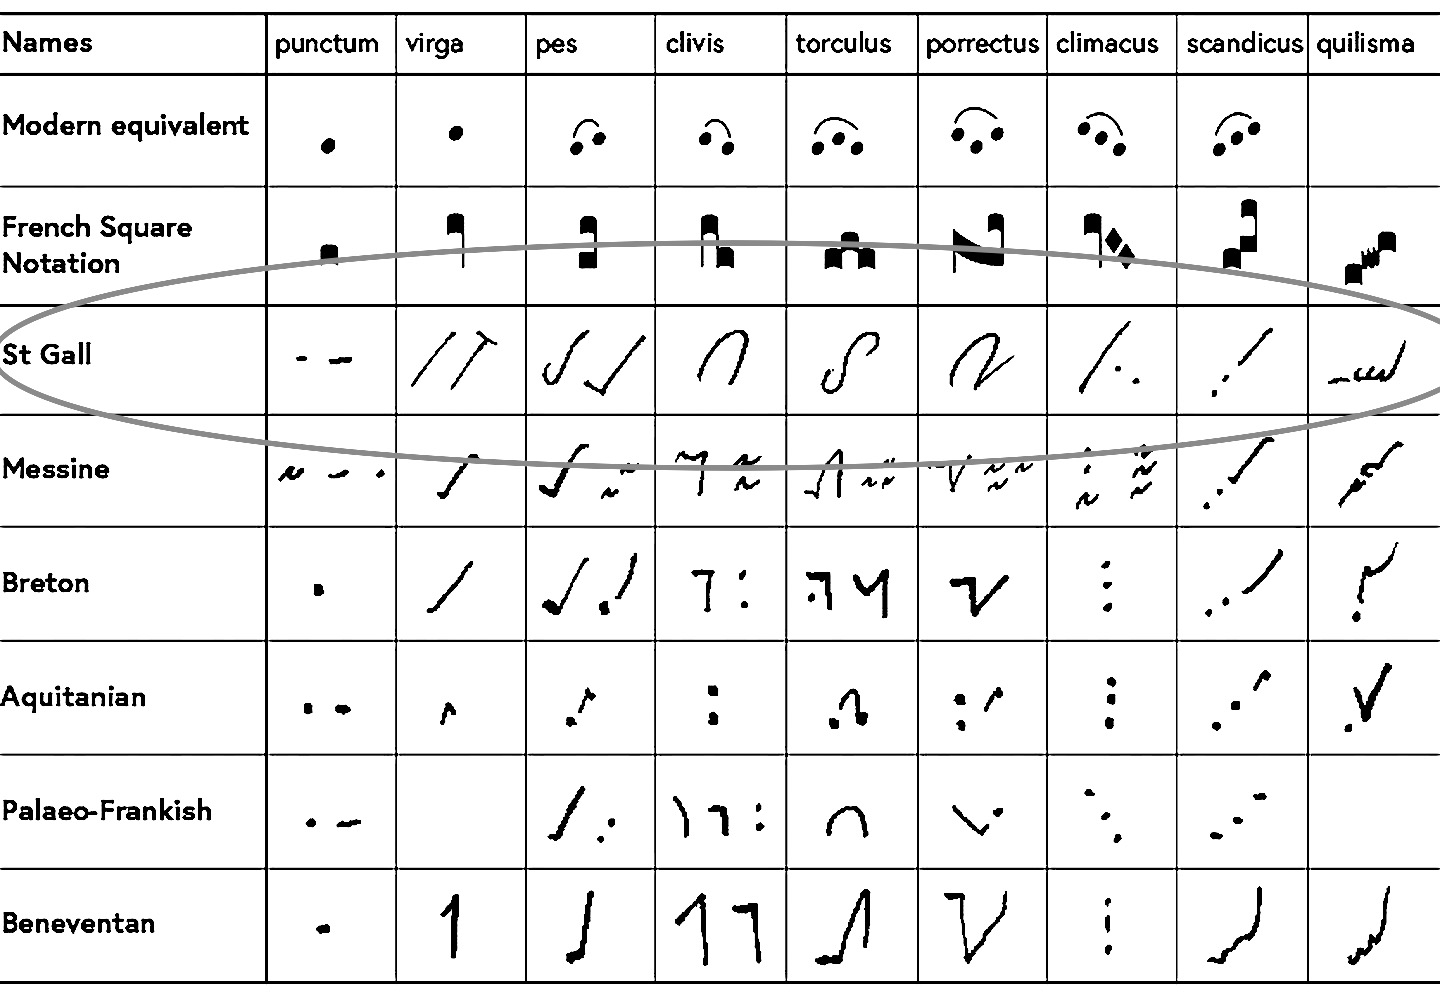 Names punctum virga pes clivis torculus porrectus climacus scandicus quilisma
Modern equivalent
French Square
Notation
St Gall
Messine
Breton
Aquitanian
Palaeo-Frankish
Beneventan